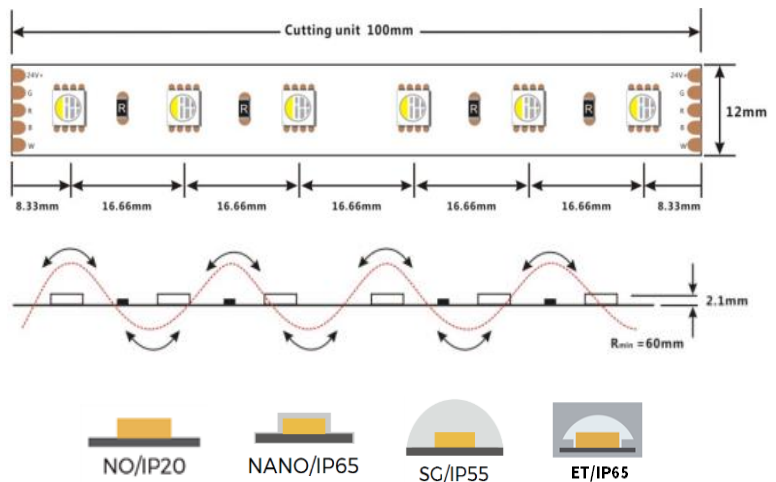 Cutting unit 100mm
24V+ 24V+
G G
R R R R R R
B B
W W
12mm
8.33mm 16.66mm 16.66mm 16.66mm 16.66mm 16.66mm 8.33mm
2.1mm
Rmin =60mm
NO/IP20 NANO/IP65 SG/IP55 ET/IP65